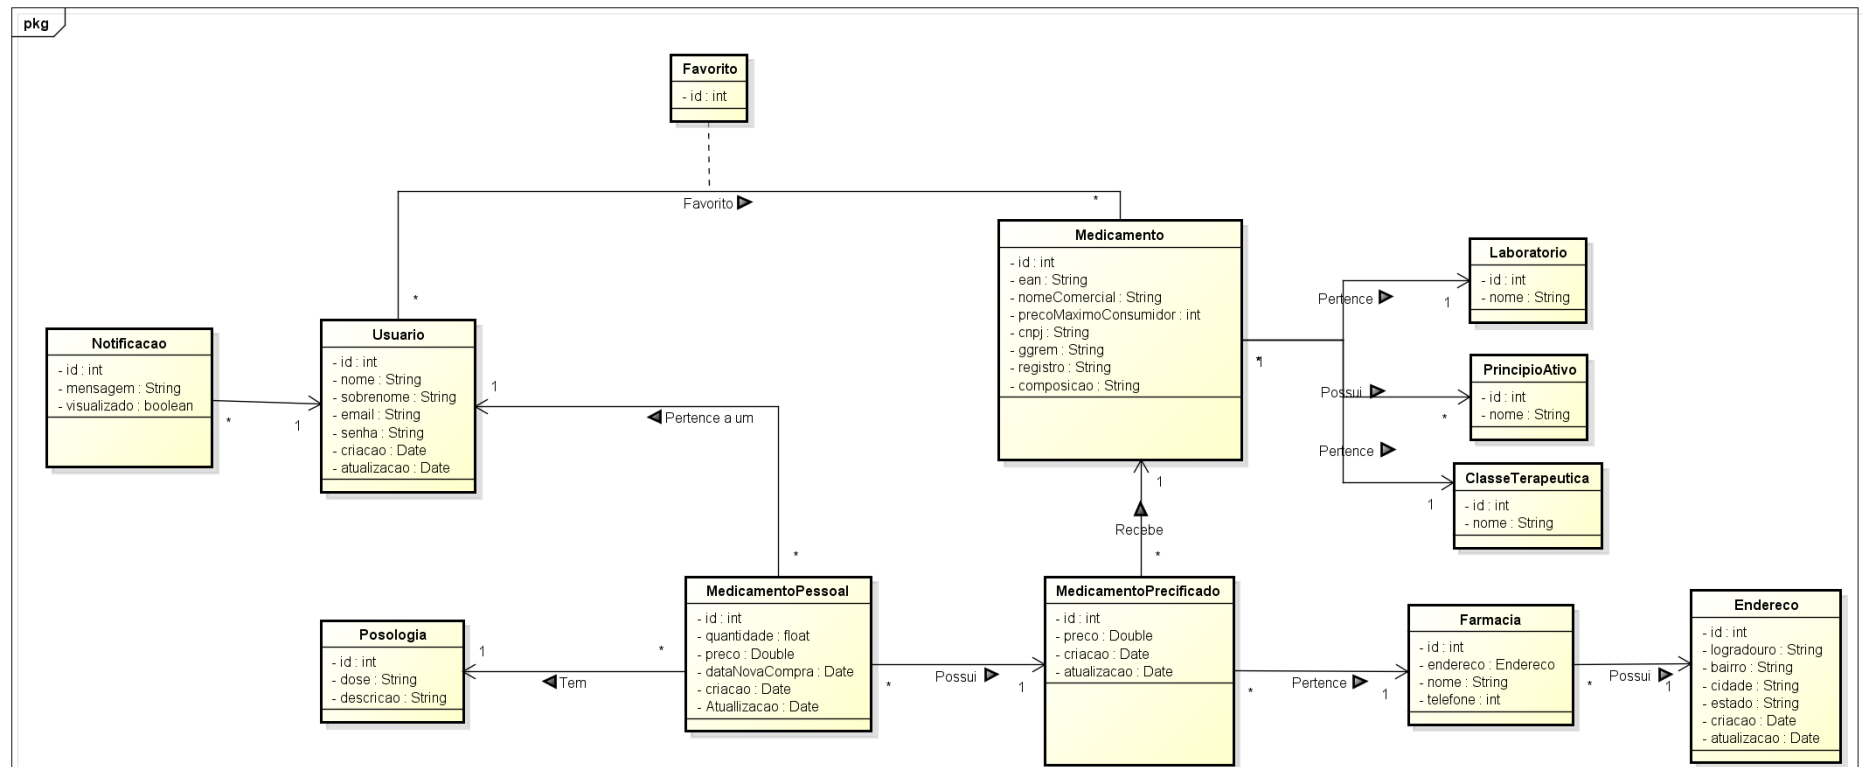 pkg
Favorito
- id : int
Favorito
*
*
Medicamento
- id : int
- ean : String
- nomeComercial : String
- precoMaximoConsumidor : int
- cnpj : String
- ggrem : String
- registro : String
- composicao : String
Laboratorio
- id : int
- nome : String
Pertence
1
PrincipioAtivo
- id : int
- nome : String
Possui
*
*
1
ClasseTerapeutica
- id : int
- nome : String
Pertence
1
Notificacao
- id : int
- mensagem : String
- visualizado : boolean
*
1
Usuario
- id : int
- nome : String
- sobrenome : String
- email : String
- senha : String
- criacao : Date
- atualizacao : Date
1
Pertence a um
*
1
Recebe
*
Posologia
- id : int
- dose : String
- descricao : String
1
*
Tem
MedicamentoPessoal
- id : int
- quantidade : float
- preco : Double
- dataNovaCompra : Date
- criacao : Date
- Atuallizacao : Date
*
Possui
1
MedicamentoPrecificado
- id : int
- preco : Double
- criacao : Date
- atualizacao : Date
*
Pertence
1
Farmacia
- id : int
- endereco : Endereco
- nome : String
- telefone : int
*
Possui
1
Endereco
- id : int
- logradouro : String
- bairro : String
- cidade : String
- estado : String
- criacao : Date
- atualizacao : Date